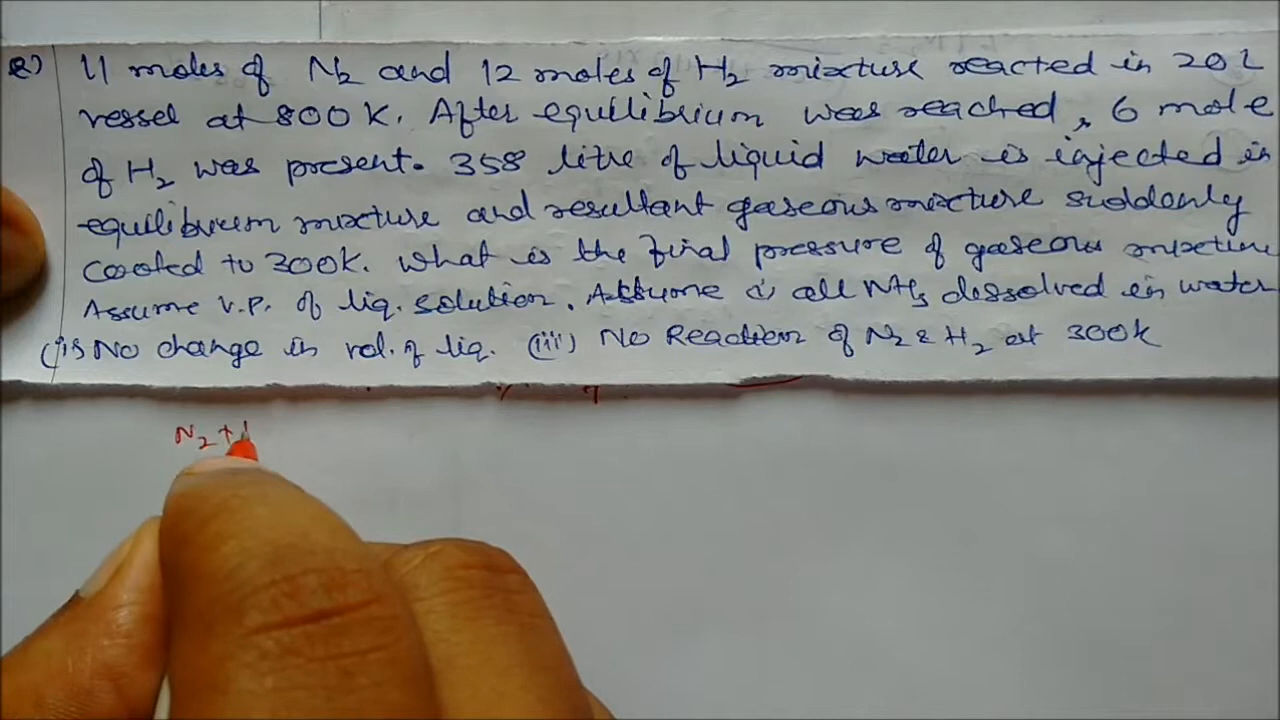 Q) 11 moles of N2 and 12 moles of H2 mixture reacted in 20 L
vessel at 800 K. After equilibrium was reached, 6 mole
of H2 was present. 358 litre of liquid water is injected in
equilibrium mixture and resultant gaseous mixture suddenly
cooled to 300K. What is the final pressure of gaseous mixture
Assume V.P. of liq. solution. Assume (i) all NH3 dissolved in water
(ii) No change in vol. of liq. (iii) No Reaction of N2 & H2 at 300K
N2 +